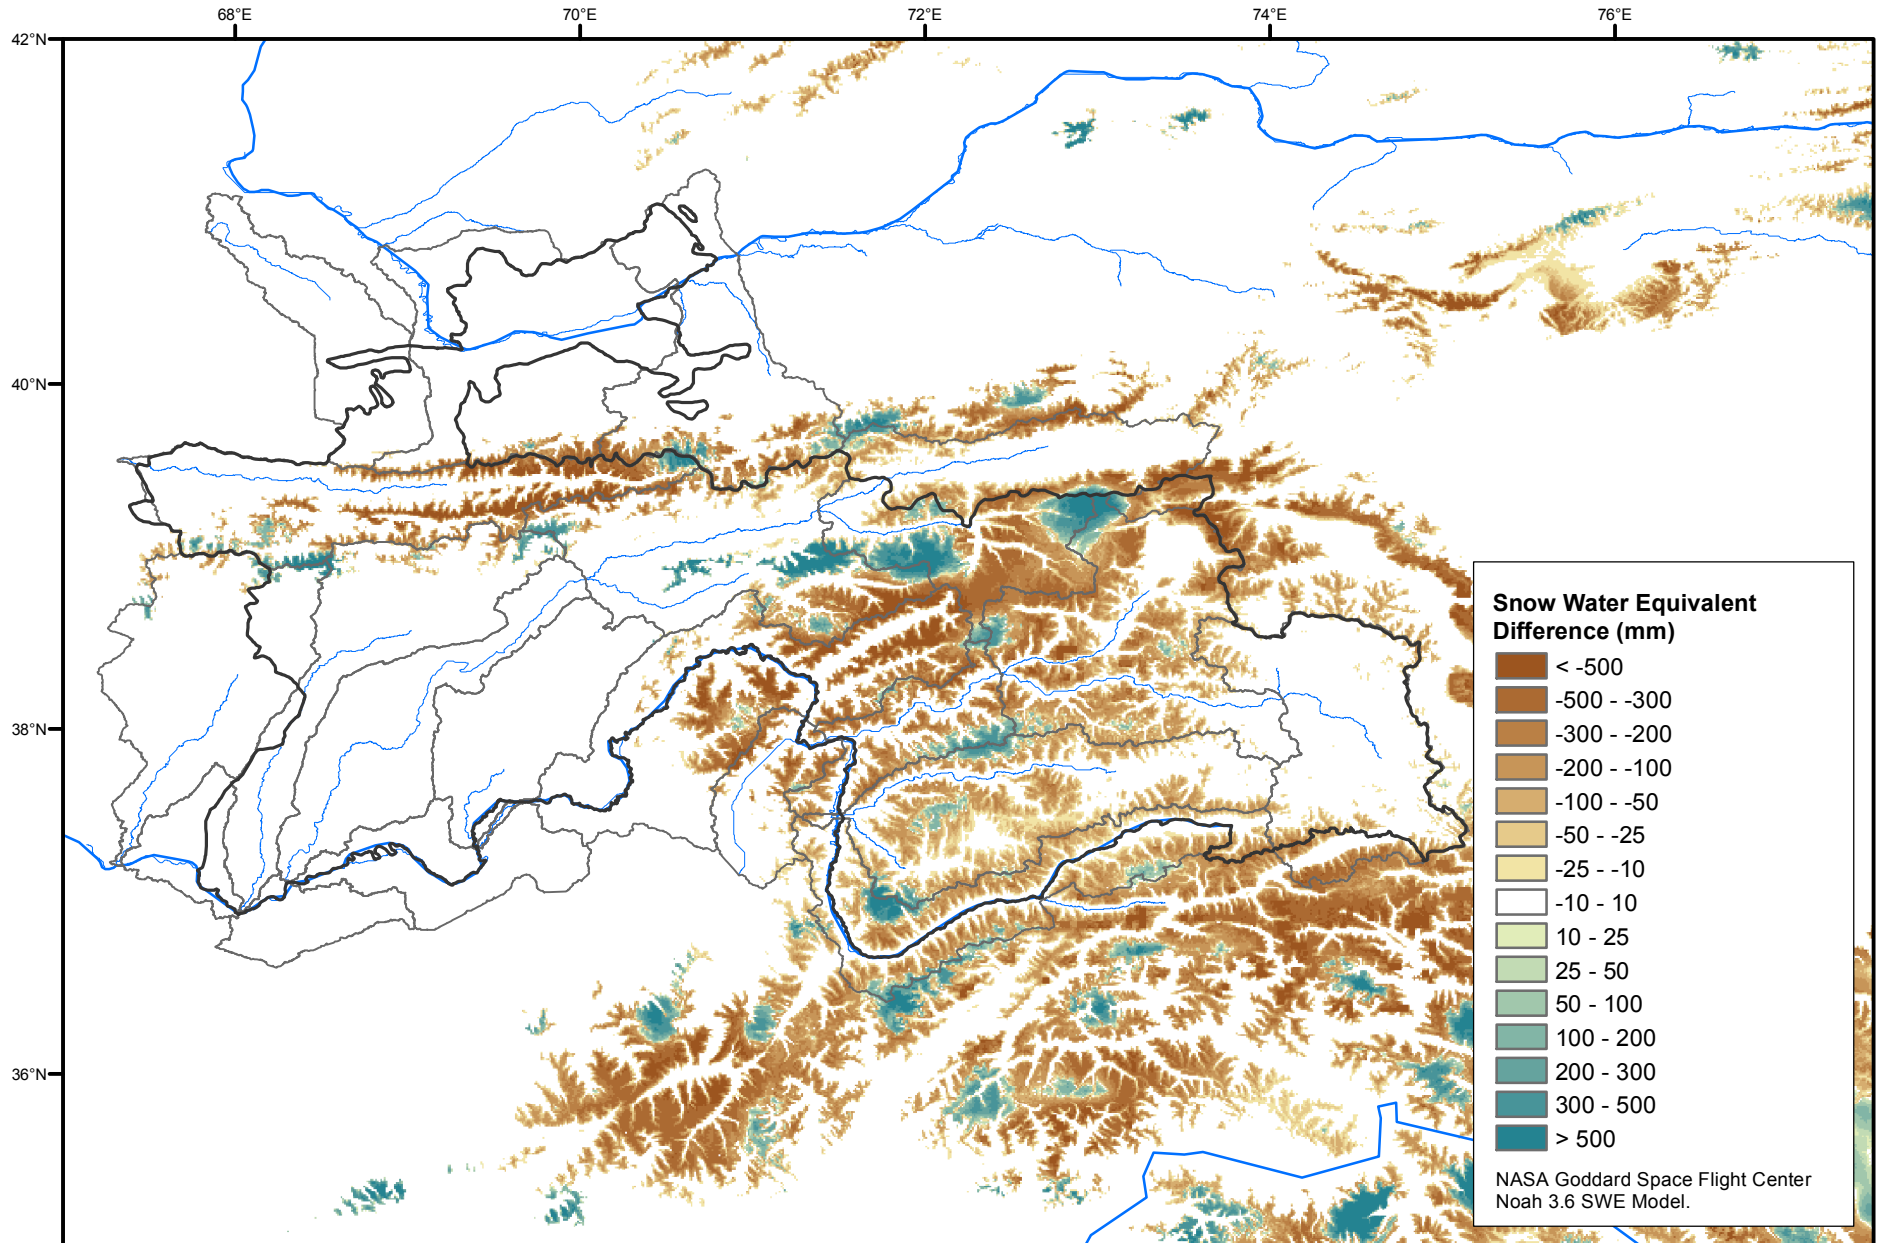 68°E 70°E 72°E 74°E 76°E
42°N
40°N
38°N
36°N
Snow Water Equivalent
Difference (mm)
< -500
-500 - -300
-300 - -200
-200 - -100
-100 - -50
-50 - -25
-25 - -10
-10 - 10
10 - 25
25 - 50
50 - 100
100 - 200
200 - 300
300 - 500
> 500
NASA Goddard Space Flight Center
Noah 3.6 SWE Model.